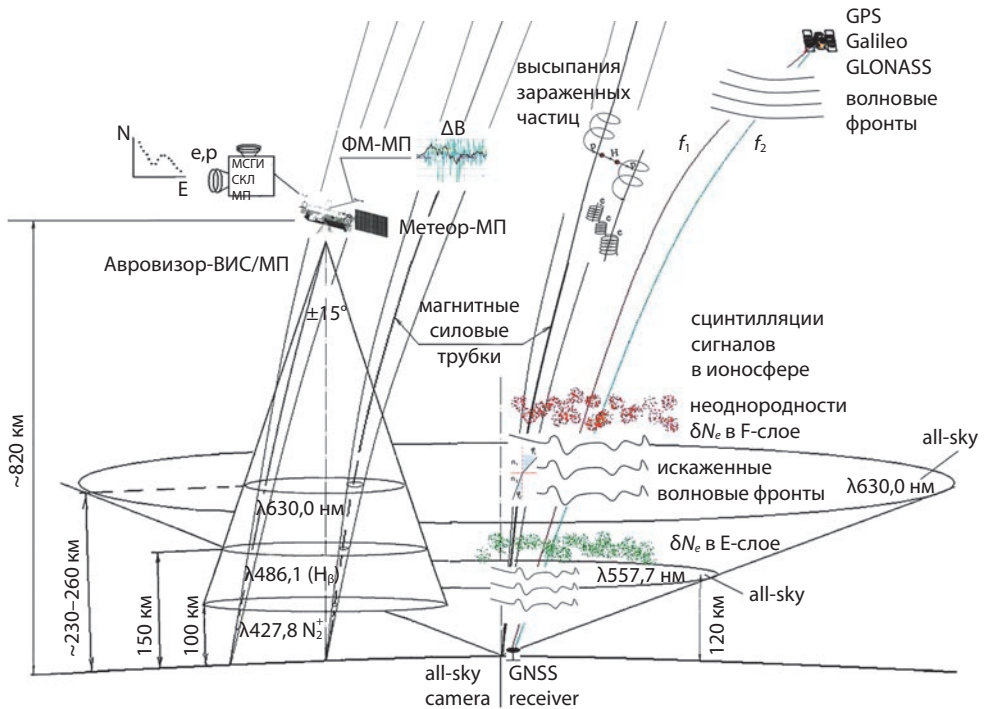 GPS
Galileo
GLONASS
волновые
фронты
высыпания
зараженных
частиц
ΔB
ФМ-МП
N
E
e,p
МСГИ
СКЛ
МП
p
H
p
e
e
e
f₁
f₂
Метеор-МП
Авровизор-ВИС/МП
±15°
магнитные
силовые
трубки
сцинтилляции
сигналов
в ионосфере
неоднородности
δNₑ в F-слое
all-sky
искаженные
волновые фронты
λ630,0 нм
λ630,0 нм
δNₑ в E-слое
λ486,1 (Hᵦ)
λ557,7 нм
all-sky
λ427,8 N₂⁺
~820 км
~230–260 км
150 км
100 км
120 км
all-sky
camera
GNSS
receiver